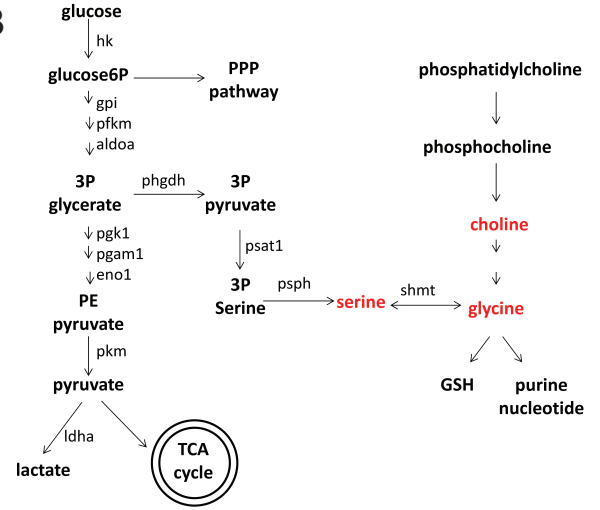 B
glucose
hk
glucose6P
PPP
pathway
gpi
pfkm
aldoa
3P
glycerate
phgdh
3P
pyruvate
pgk1
pgam1
eno1
psat1
PE
pyruvate
3P
Serine
psph
serine
shmt
pkm
pyruvate
ldha
lactate
TCA
cycle
phosphatidylcholine
phosphocholine
choline
glycine
GSH
purine
nucleotide